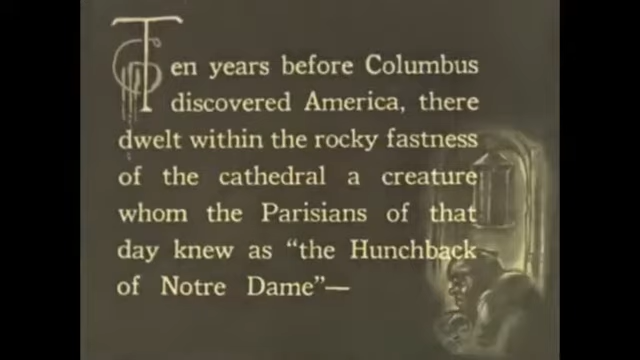 Ten years before Columbus
discovered America, there
dwelt within the rocky fastness
of the cathedral a creature
whom the Parisians of that
day knew as “the Hunchback
of Notre Dame”—